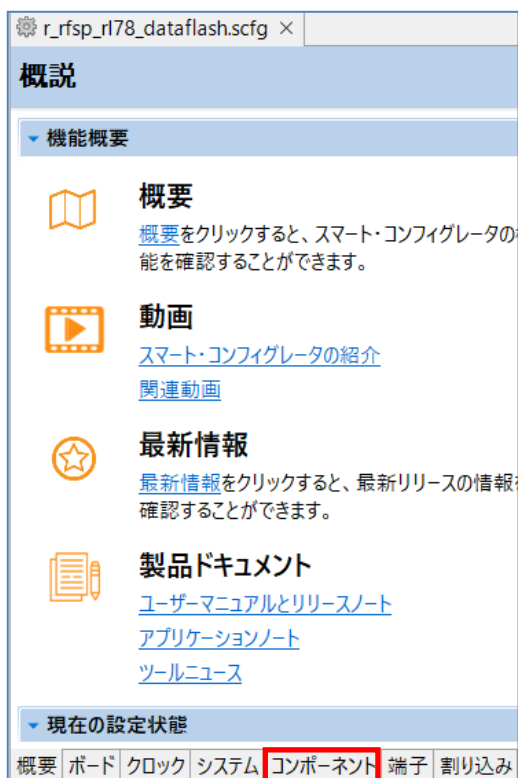 r_rfsp_rl78_dataflash.scfg ×
概説
機能概要
概要
概要をクリックすると、スマート・コンフィグレータの
能を確認することができます。
動画
スマート・コンフィグレータの紹介
関連動画
最新情報
最新情報をクリックすると、最新リリースの情報
確認することができます。
製品ドキュメント
ユーザーマニュアルとリリースノート
アプリケーションノート
ツールニュース
現在の設定状態
概要 ボード クロック システム コンポーネント 端子 割り込み